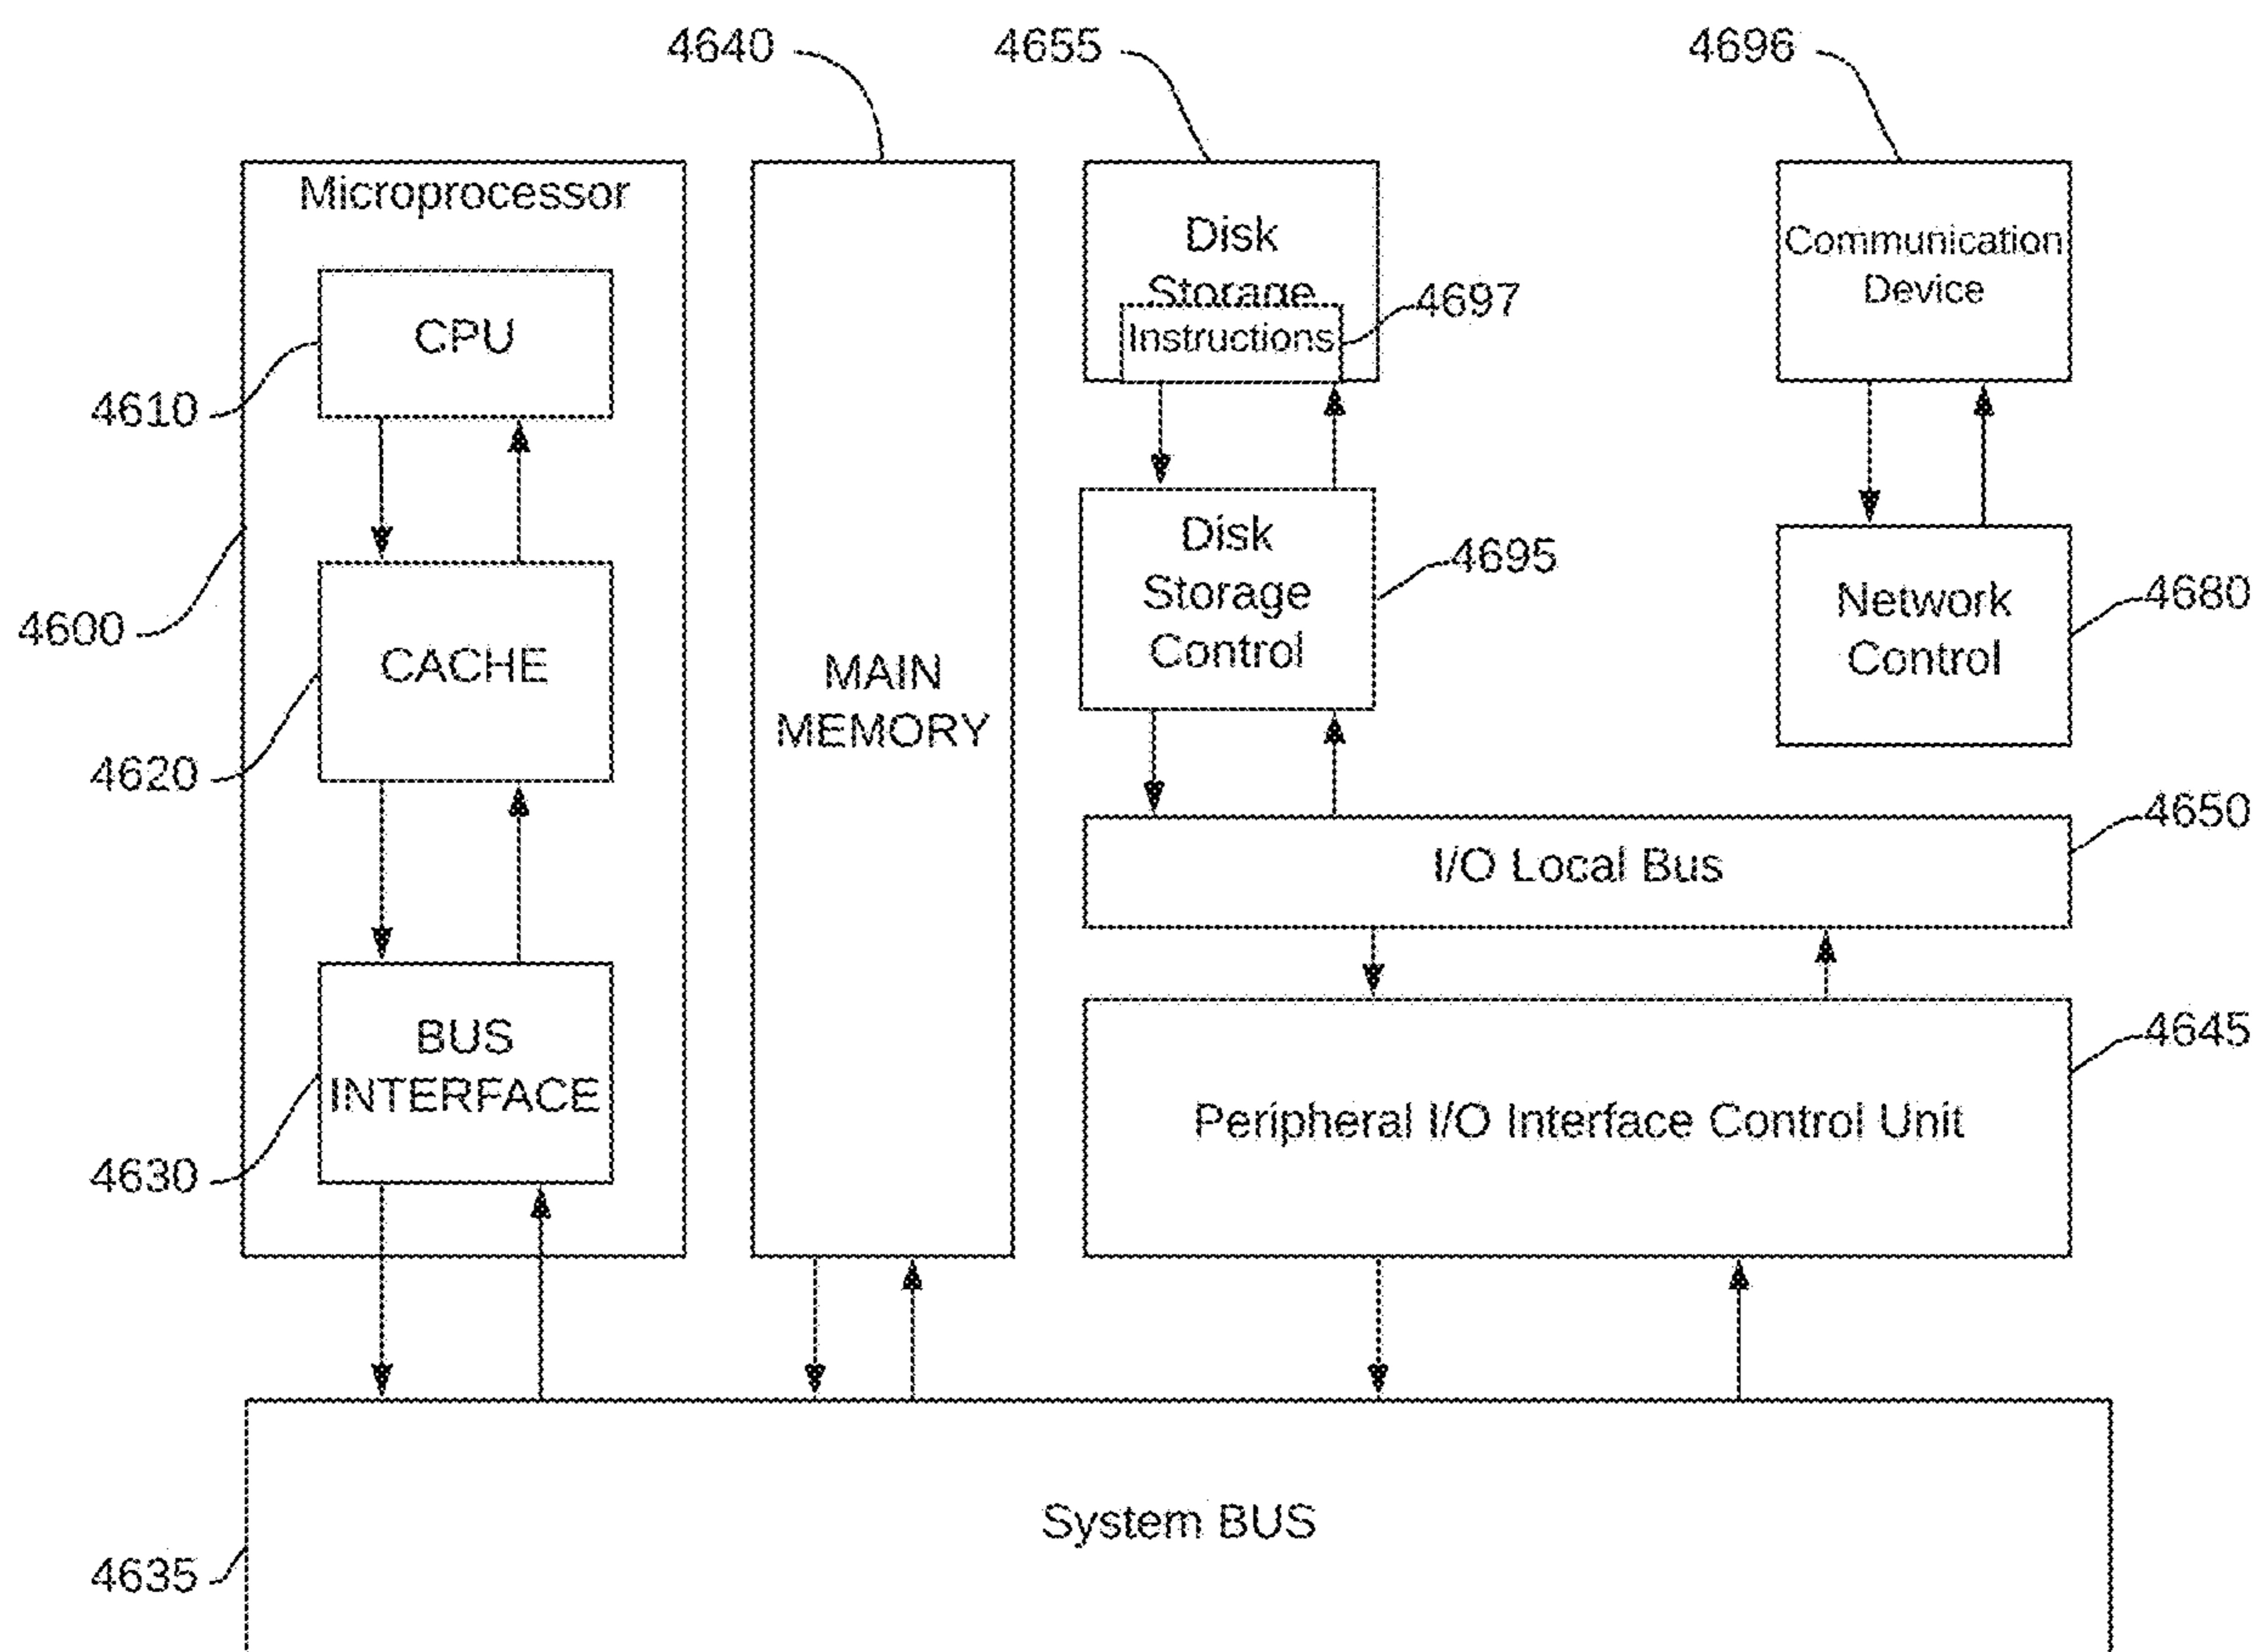 4640
4655
4696
Microprocessor
CPU
4610
CACHE
4600
4620
BUS
INTERFACE
4630
MAIN
MEMORY
Disk
Storage
Instructions
4697
Disk
Storage
Control
4695
Communication
Device
Network
Control
4680
I/O Local Bus
4650
Peripheral I/O Interface Control Unit
4645
System BUS
4635